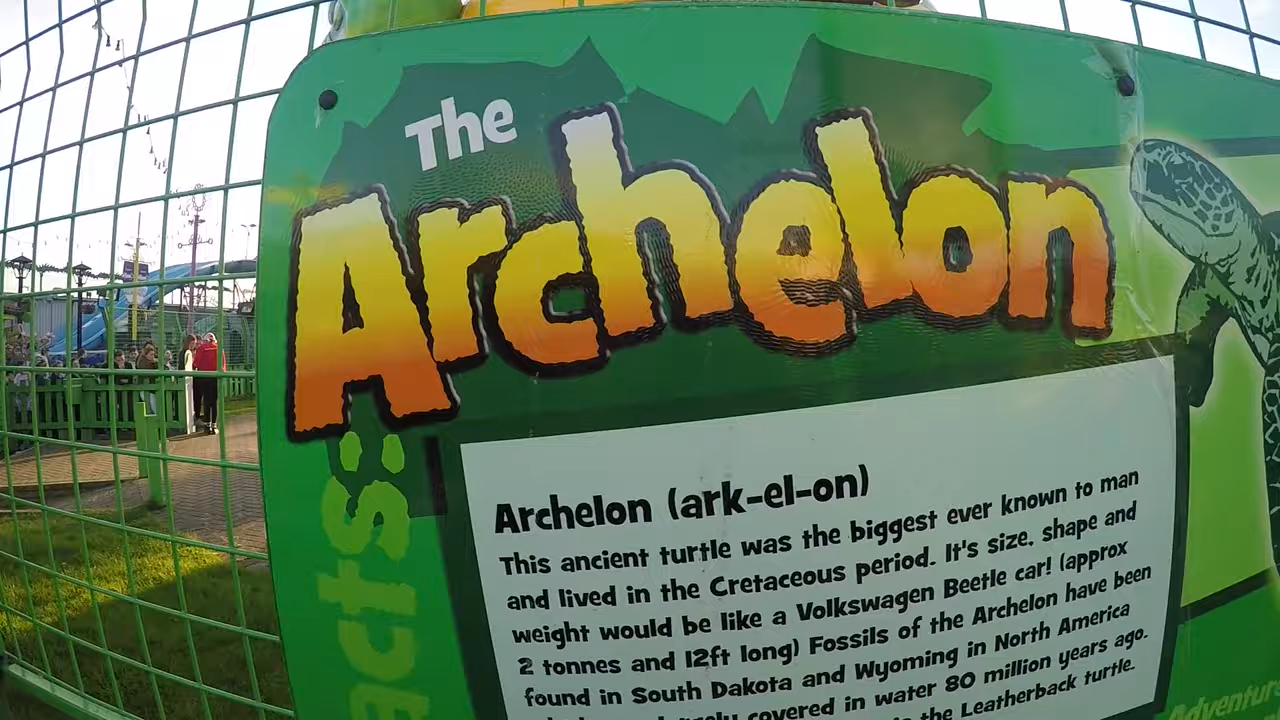 The
Archelon
acts:
Archelon (ark-el-on)
This ancient turtle was the biggest ever known to man
and lived in the Cretaceous period. It's size. shape and
weight would be like a Volkswagen Beetle car! (approx
2 tonnes and 12ft long) Fossils of the Archelon have been
found in South Dakota and Wyoming in North America
covered in water 80 million years ago.
the Leatherback turtle.
Adventure